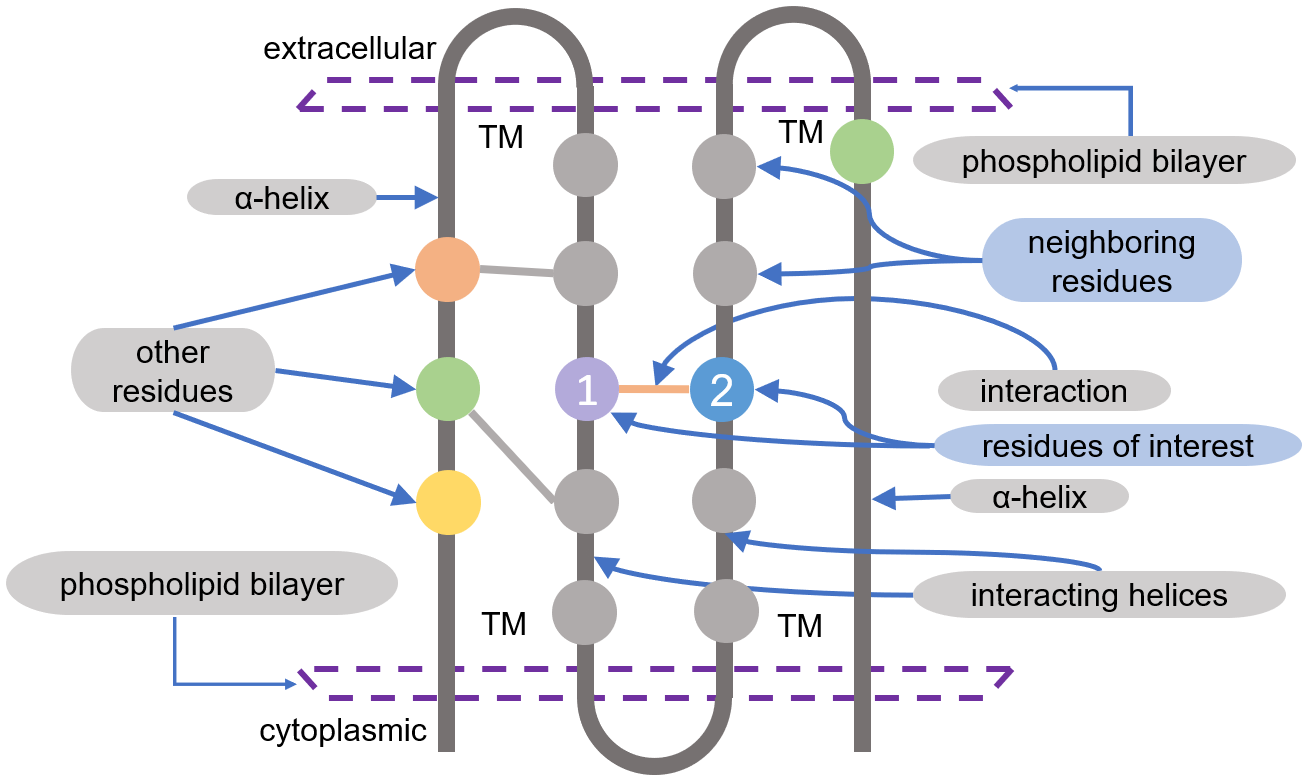 extracellular
TM
TM
phospholipid bilayer
α-helix
neighboring
residues
other
residues
1
2
interaction
residues of interest
α-helix
phospholipid bilayer
interacting helices
TM
TM
cytoplasmic